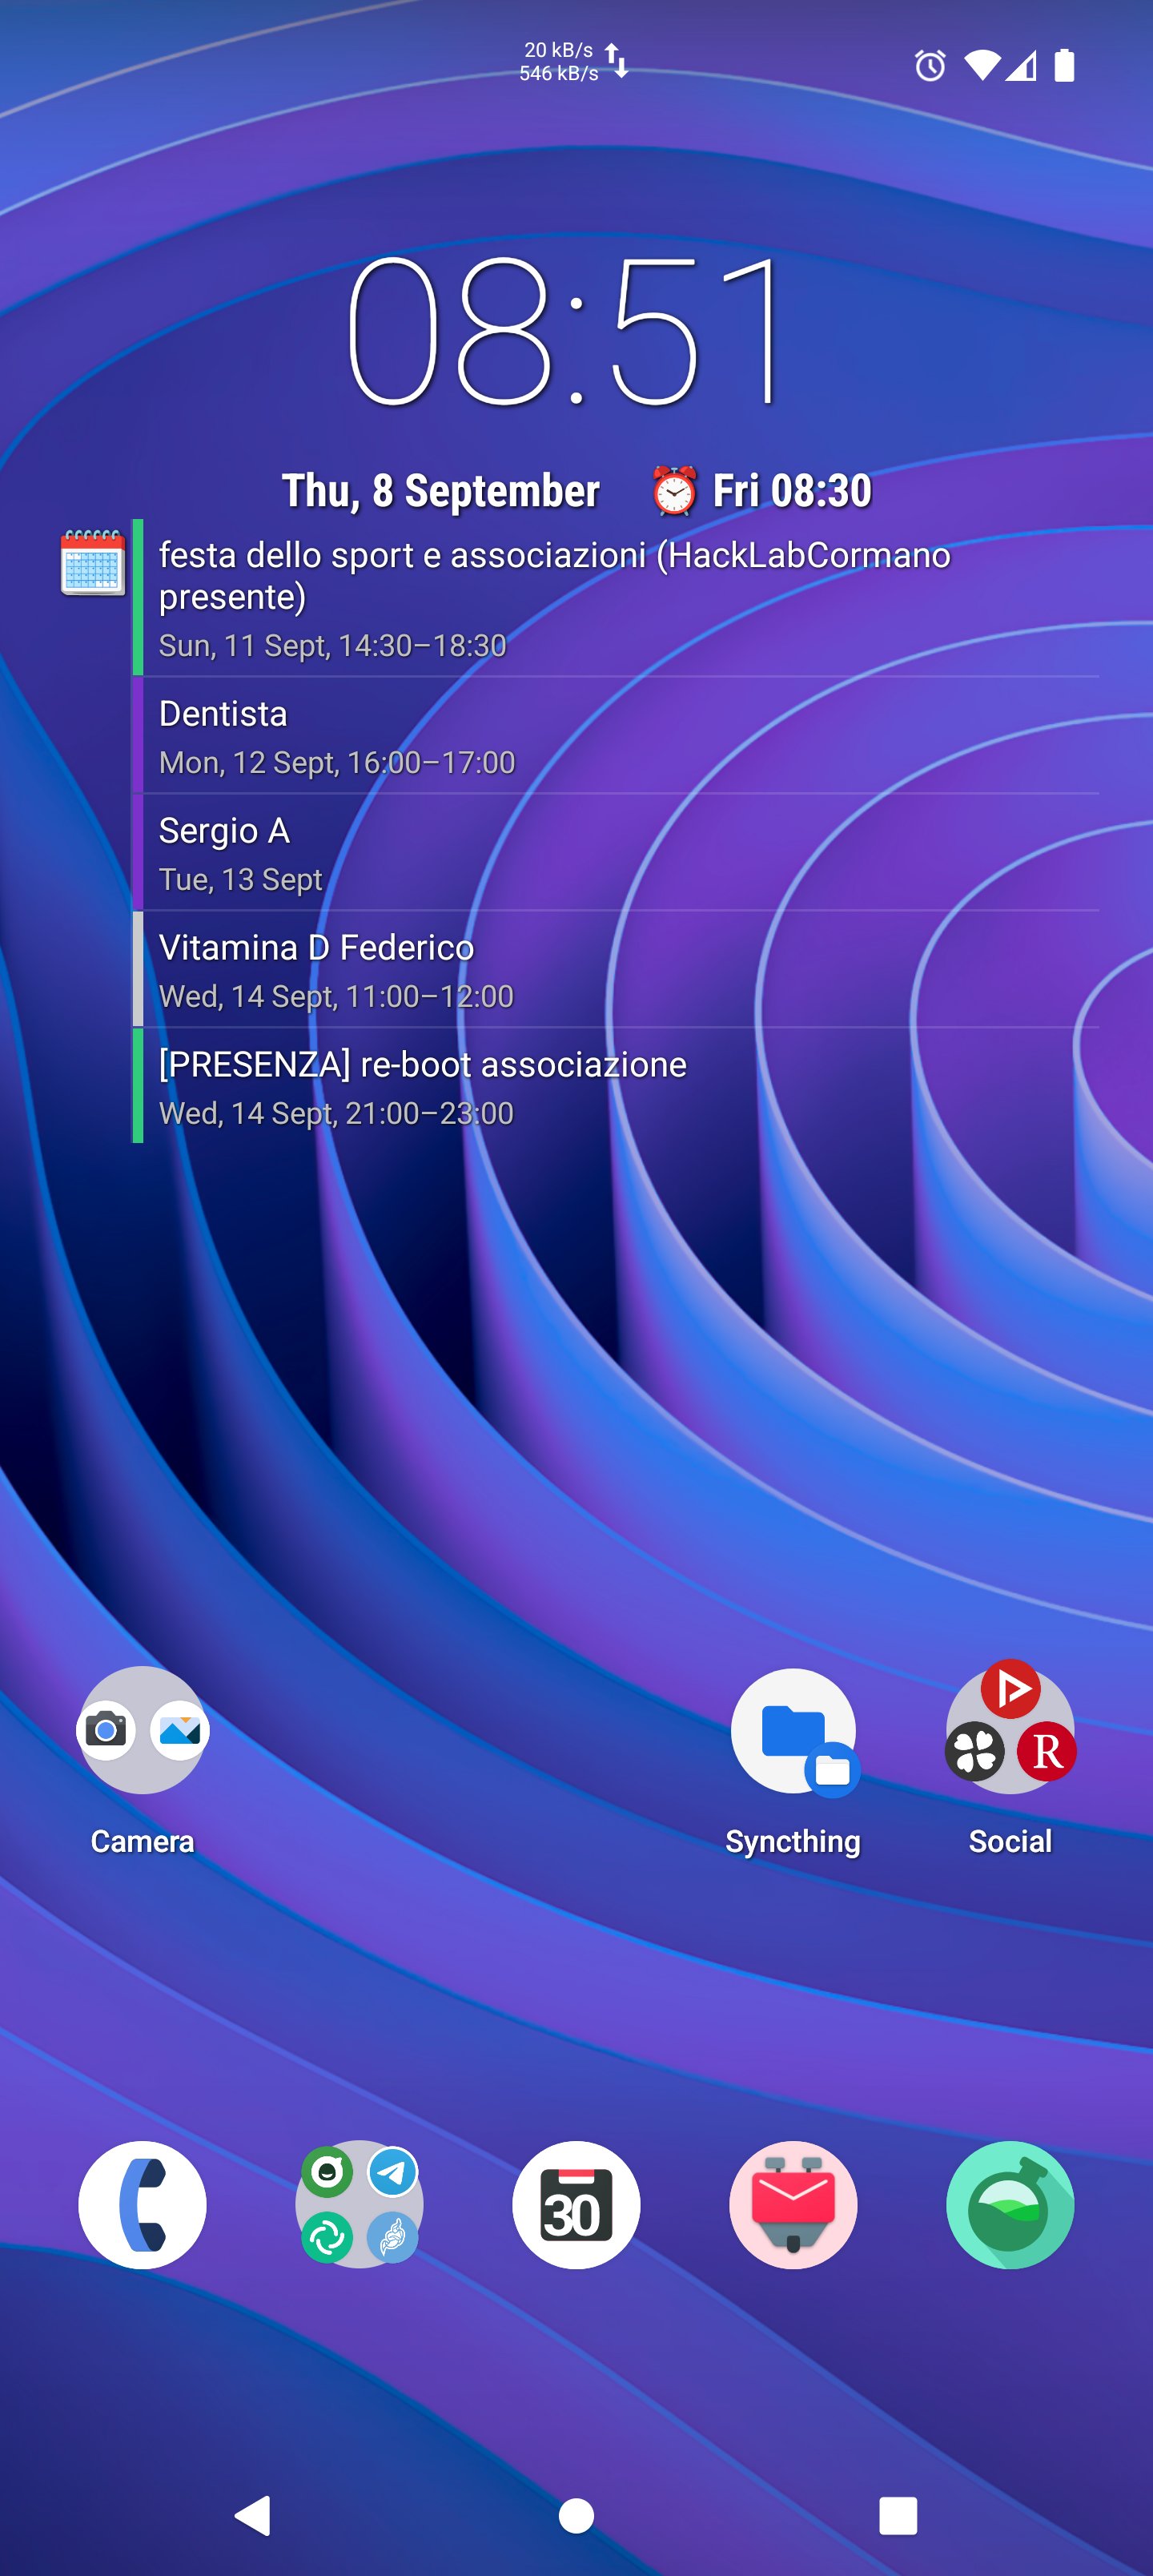 20 kB/s
546 kB/s
08:51
Thu, 8 September ⏰ Fri 08:30
festa dello sport e associazioni (HackLabCormano
presente)
Sun, 11 Sept, 14:30–18:30
Dentista
Mon, 12 Sept, 16:00–17:00
Sergio A
Tue, 13 Sept
Vitamina D Federico
Wed, 14 Sept, 11:00–12:00
[PRESENZA] re-boot associazione
Wed, 14 Sept, 21:00–23:00
R
Camera
Syncthing
Social
30